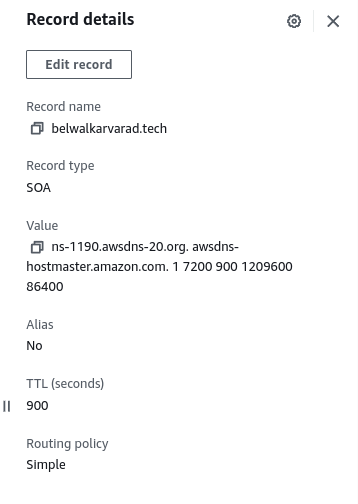 Record details
Edit record
Record name
belwalkarvarad.tech
Record type
SOA
Value
ns-1190.awsdns-20.org. awsdns-
hostmaster.amazon.com. 1 7200 900 1209600
86400
Alias
No
TTL (seconds)
900
Routing policy
Simple